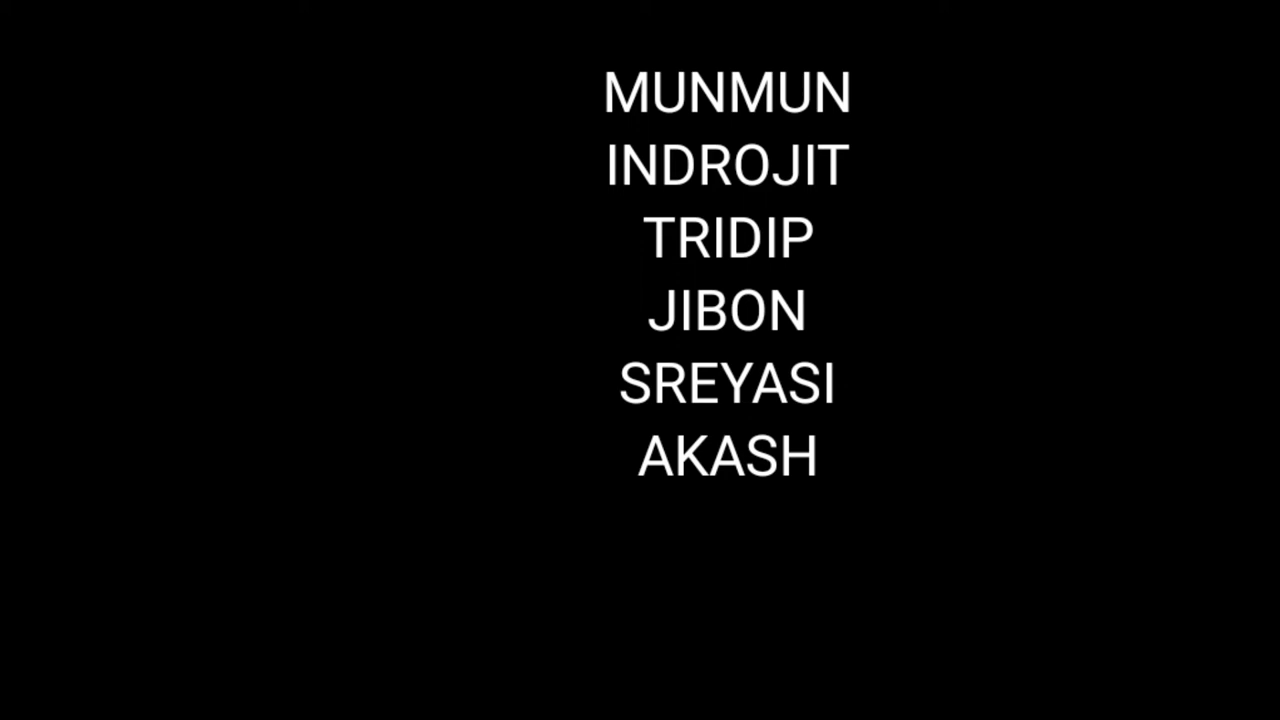 MUNMUN
INDROJIT
TRIDIP
JIBON
SREYASI
AKASH